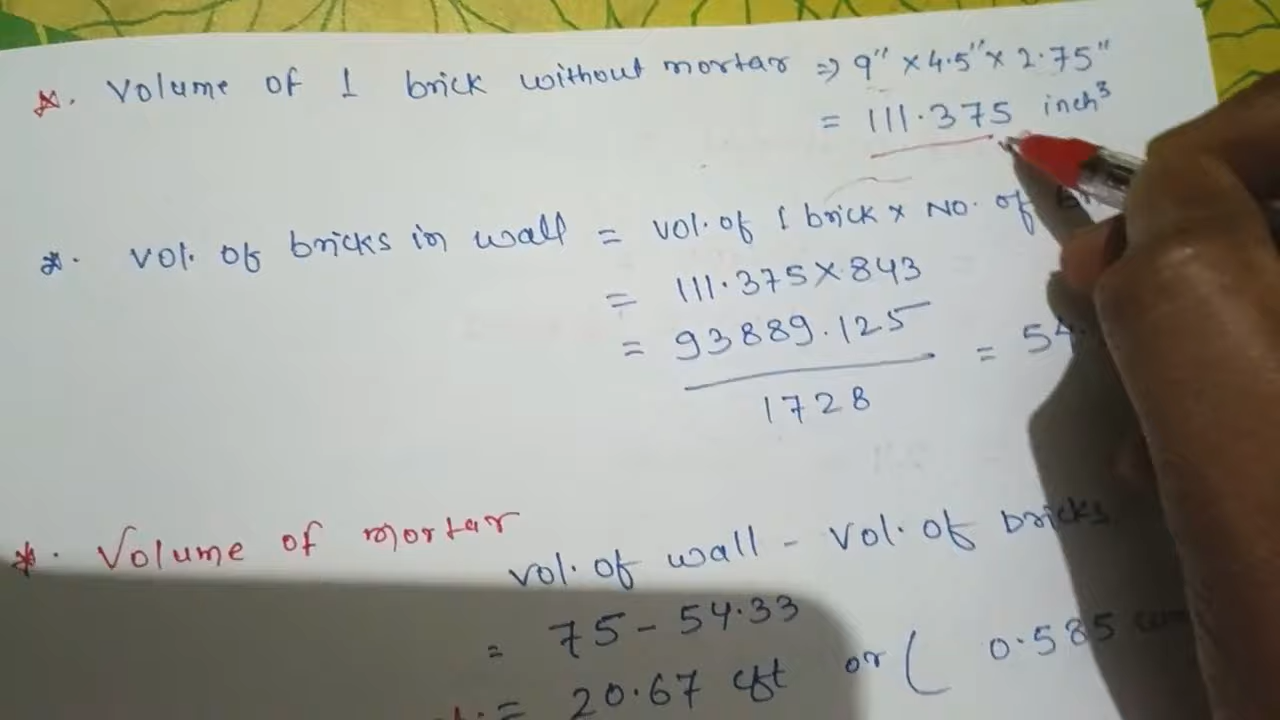 *. Volume of 1 brick without mortar ⇒ 9" × 4.5" × 2.75"
= 111.375 inch³
*. Vol. of bricks in wall = Vol. of 1 brick × No. of
= 111.375 × 843
= 93889.125
1728
= 54.
*. Volume of mortar
Vol. of wall - Vol. of bricks
= 75 - 54.33
= 20.67 cft or ( 0.585